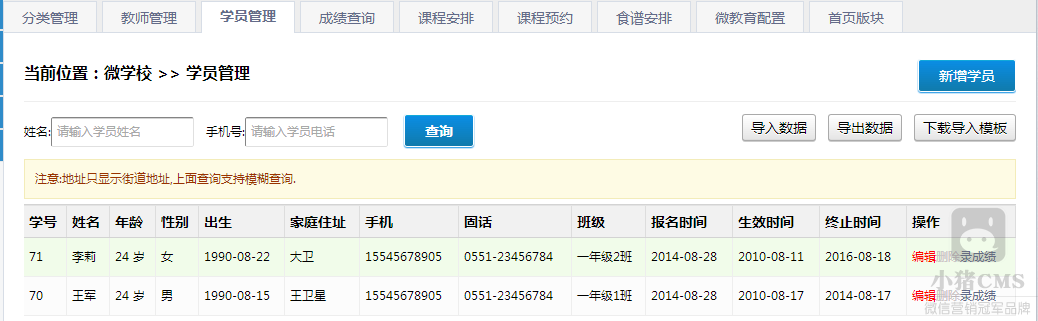 分类管理 教师管理 学员管理 成绩查询 课程安排 课程预约 食谱安排 微教育配置 首页版块
当前位置：微学校 >> 学员管理 新增学员
姓名: 请输入学员姓名 手机号: 请输入学员电话 查询 导入数据 导出数据 下载导入模板
注意:地址只显示街道地址,上面查询支持模糊查询.
学号 姓名 年龄 性别 出生 家庭住址 手机 固话 班级 报名时间 生效时间 终止时间 操作
71 李莉 24 岁 女 1990-08-22 大卫 15545678905 0551-23456784 一年级2班 2014-08-28 2010-08-11 2016-08-18 编辑删除录成绩
小猪CMS
70 王军 24 岁 男 1990-08-15 王卫星 15545678905 0551-23456784 一年级1班 2014-08-28 2010-08-17 2014-08-17 编辑删除录成绩
微信营销冠军品牌